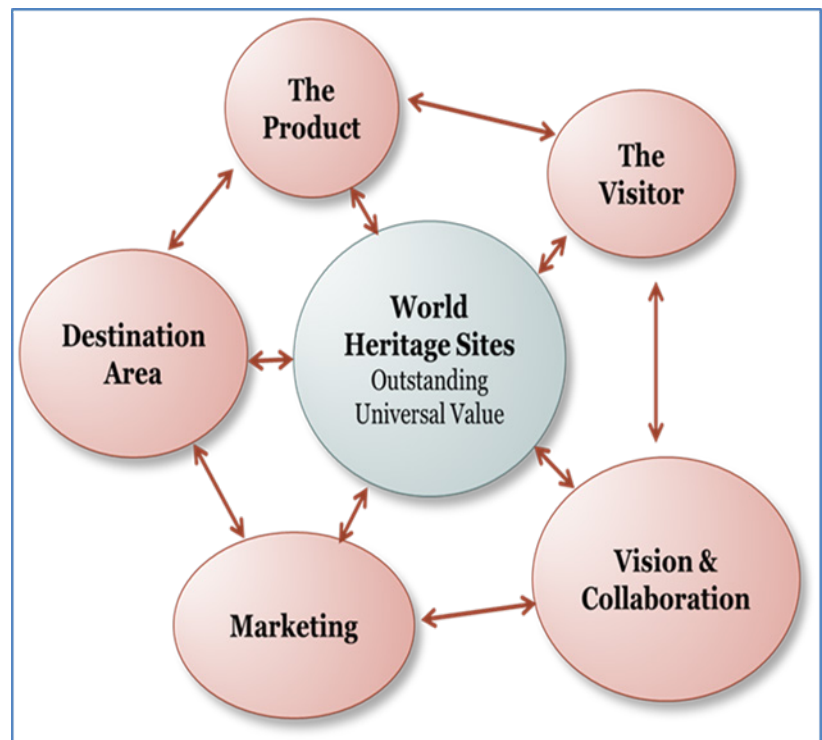 The
Product
The
Visitor
World
Heritage Sites
Outstanding
Universal Value
Destination
Area
Vision &
Collaboration
Marketing